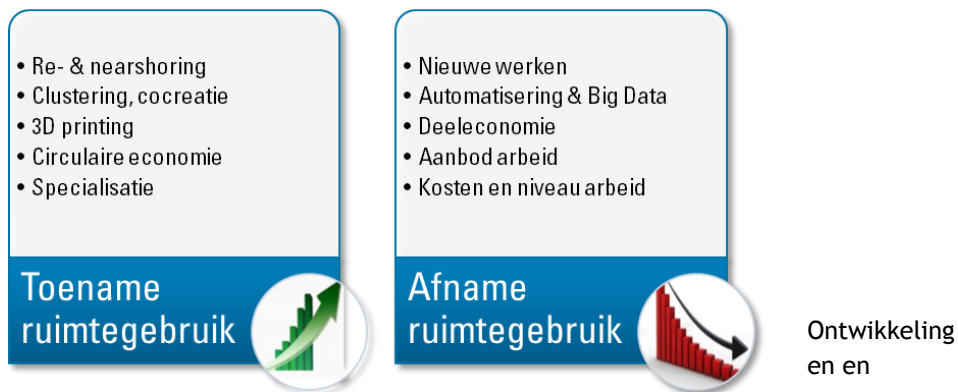 • Re- & nearshoring
• Clustering, cocreatie
• 3D printing
• Circulaire economie
• Specialisatie
Toename
ruimtegebruik
• Nieuwe werken
• Automatisering & Big Data
• Deeleconomie
• Aanbod arbeid
• Kosten en niveau arbeid
Afname
ruimtegebruik
Ontwikkeling
en en